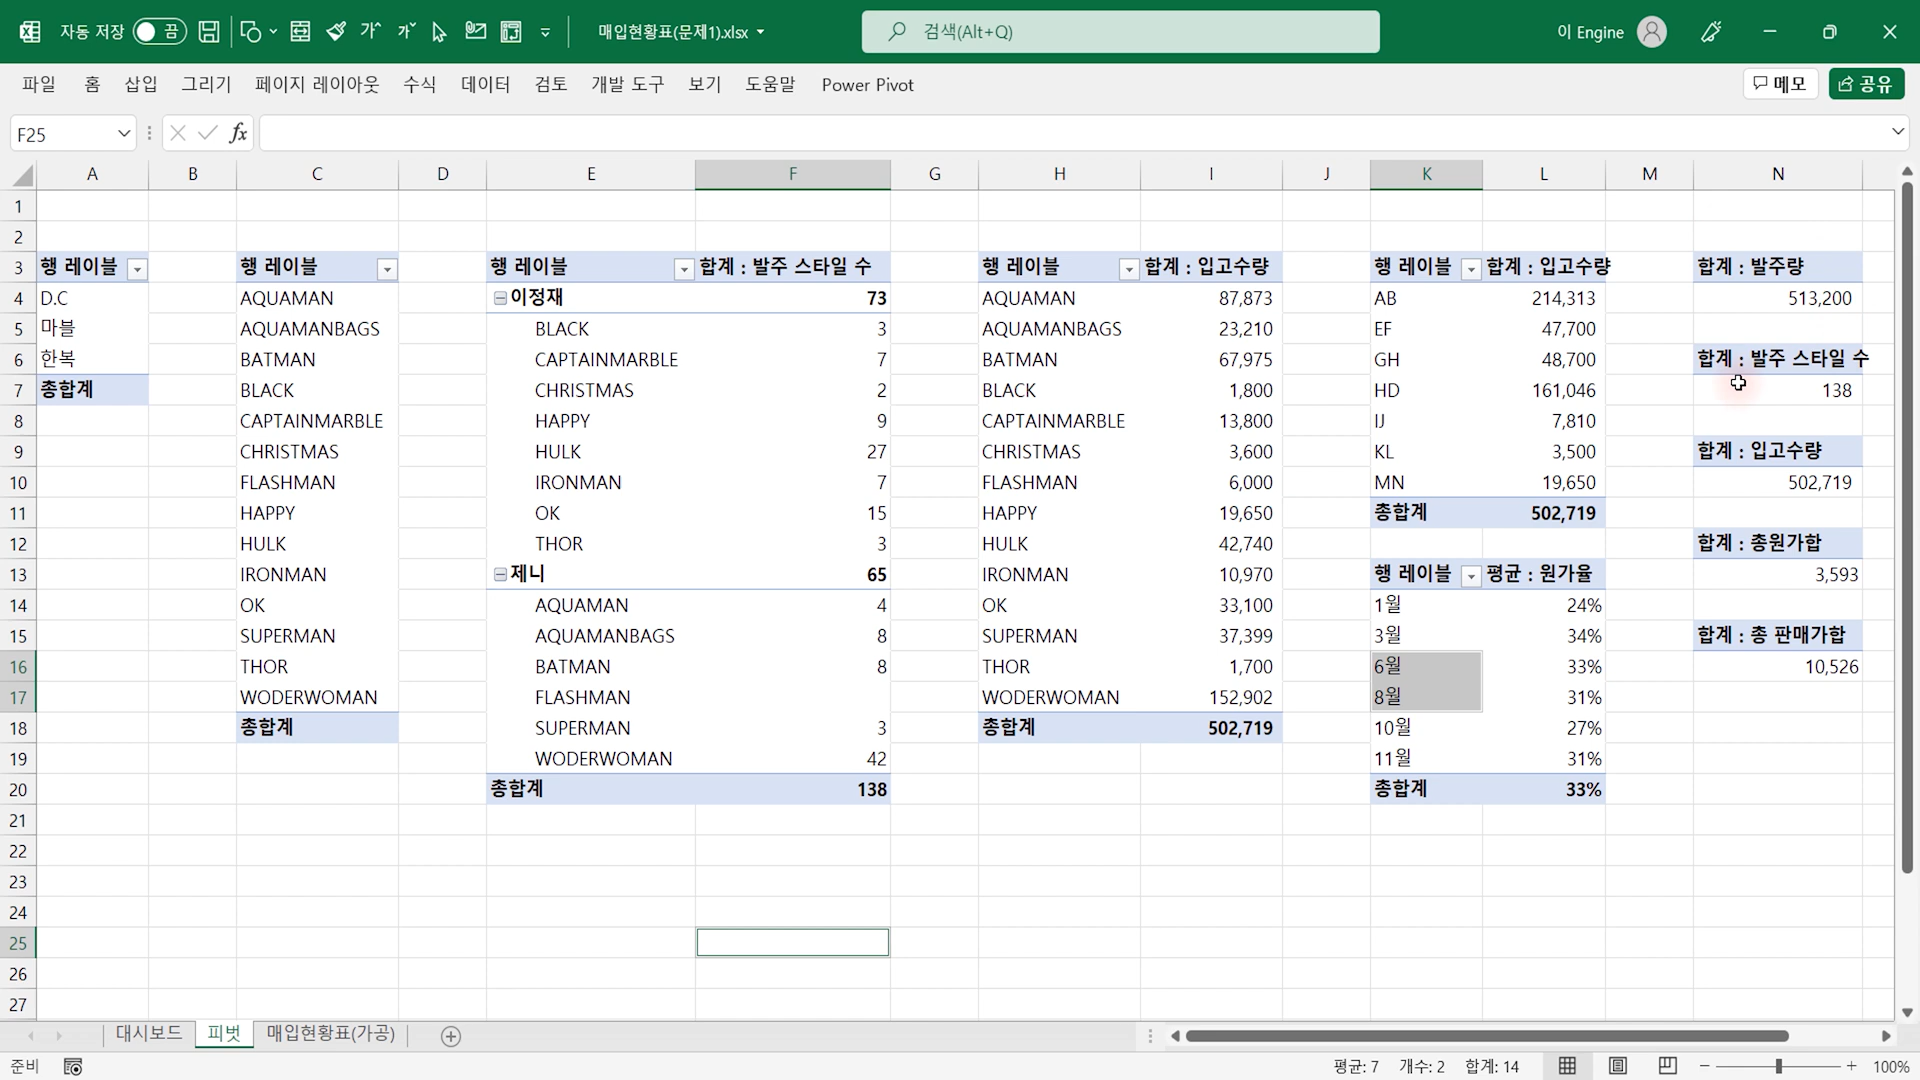 자동 저장 끔 가 가 매입현황표(문제1).xlsx 검색(Alt+Q) 이 Engine
파일 홈 삽입 그리기 페이지 레이아웃 수식 데이터 검토 개발 도구 보기 도움말 Power Pivot 메모 공유
F25 fx
A B C D E F G H I J K L M N
1
2
3 행 레이블 행 레이블 행 레이블 합계 : 발주 스타일 수 행 레이블 합계 : 입고수량 행 레이블 합계 : 입고수량 합계 : 발주량
4 D.C AQUAMAN 이정재 73 AQUAMAN 87,873 AB 214,313 513,200
5 마블 AQUAMANBAGS BLACK 3 AQUAMANBAGS 23,210 EF 47,700
6 한복 BATMAN CAPTAINMARBLE 7 BATMAN 67,975 GH 48,700 합계 : 발주 스타일 수
7 총합계 BLACK CHRISTMAS 2 BLACK 1,800 HD 161,046 138
8 CAPTAINMARBLE HAPPY 9 CAPTAINMARBLE 13,800 IJ 7,810
9 CHRISTMAS HULK 27 CHRISTMAS 3,600 KL 3,500 합계 : 입고수량
10 FLASHMAN IRONMAN 7 FLASHMAN 6,000 MN 19,650 502,719
11 HAPPY OK 15 HAPPY 19,650 총합계 502,719
12 HULK THOR 3 HULK 42,740 합계 : 총원가합
13 IRONMAN 제니 65 IRONMAN 10,970 행 레이블 평균 : 원가율 3,593
14 OK AQUAMAN 4 OK 33,100 1월 24%
15 SUPERMAN AQUAMANBAGS 8 SUPERMAN 37,399 3월 34% 합계 : 총 판매가합
16 THOR BATMAN 8 THOR 1,700 6월 33% 10,526
17 WODERWOMAN FLASHMAN WODERWOMAN 152,902 8월 31%
18 총합계 SUPERMAN 3 총합계 502,719 10월 27%
19 WODERWOMAN 42 11월 31%
20 총합계 138 총합계 33%
21
22
23
24
25
26
27
대시보드 피벗 매입현황표(가공)
준비 평균: 7 개수: 2 합계: 14 100%